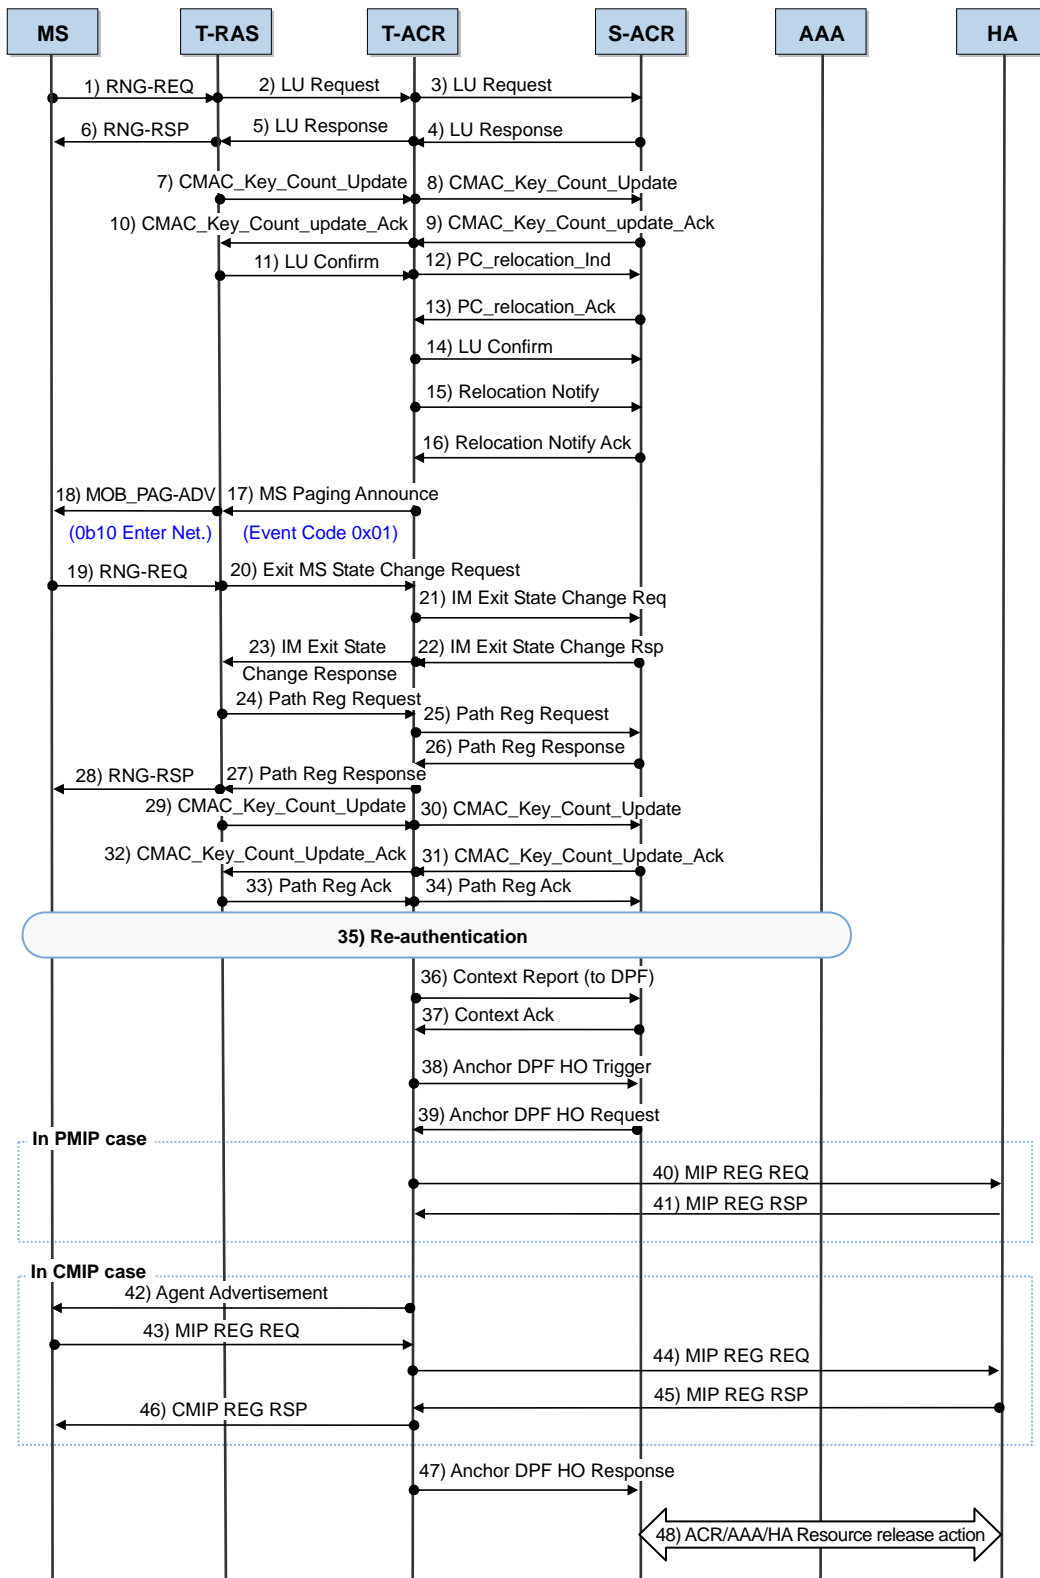 MS
T-RAS
T-ACR
S-ACR
AAA
HA
1) RNG-REQ
2) LU Request
3) LU Request
6) RNG-RSP
5) LU Response
4) LU Response
7) CMAC_Key_Count_Update
8) CMAC_Key_Count_Update
10) CMAC_Key_Count_update_Ack
9) CMAC_Key_Count_update_Ack
11) LU Confirm
12) PC_relocation_Ind
13) PC_relocation_Ack
14) LU Confirm
15) Relocation Notify
16) Relocation Notify Ack
18) MOB_PAG-ADV
17) MS Paging Announce
(0b10 Enter Net.)
(Event Code 0x01)
19) RNG-REQ
20) Exit MS State Change Request
21) IM Exit State Change Req
23) IM Exit State
Change Response
22) IM Exit State Change Rsp
24) Path Reg Request
25) Path Reg Request
26) Path Reg Response
28) RNG-RSP
27) Path Reg Response
29) CMAC_Key_Count_Update
30) CMAC_Key_Count_Update
32) CMAC_Key_Count_Update_Ack
31) CMAC_Key_Count_Update_Ack
33) Path Reg Ack
34) Path Reg Ack
35) Re-authentication
36) Context Report (to DPF)
37) Context Ack
38) Anchor DPF HO Trigger
39) Anchor DPF HO Request
In PMIP case
40) MIP REG REQ
41) MIP REG RSP
In CMIP case
42) Agent Advertisement
43) MIP REG REQ
44) MIP REG REQ
45) MIP REG RSP
46) CMIP REG RSP
47) Anchor DPF HO Response
48) ACR/AAA/HA Resource release action